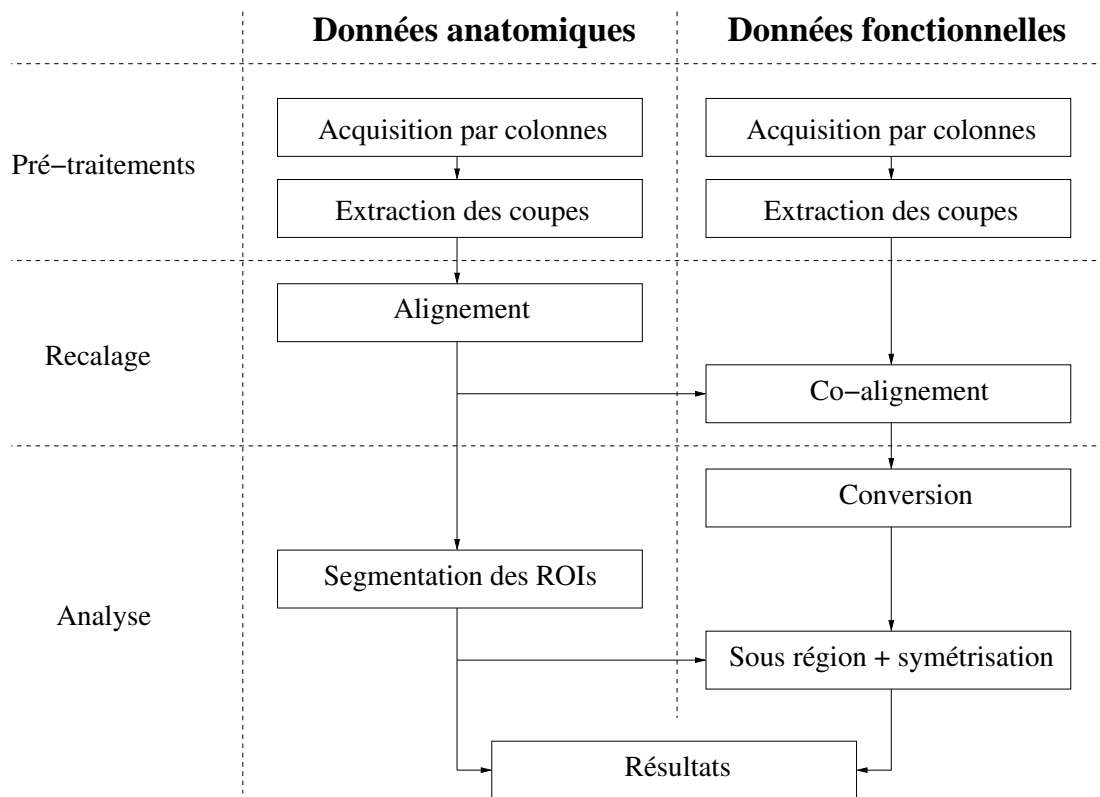 Données anatomiques
Données fonctionnelles
Pré−traitements
Acquisition par colonnes
Acquisition par colonnes
Extraction des coupes
Extraction des coupes
Recalage
Alignement
Co−alignement
Analyse
Conversion
Segmentation des ROIs
Sous région + symétrisation
Résultats